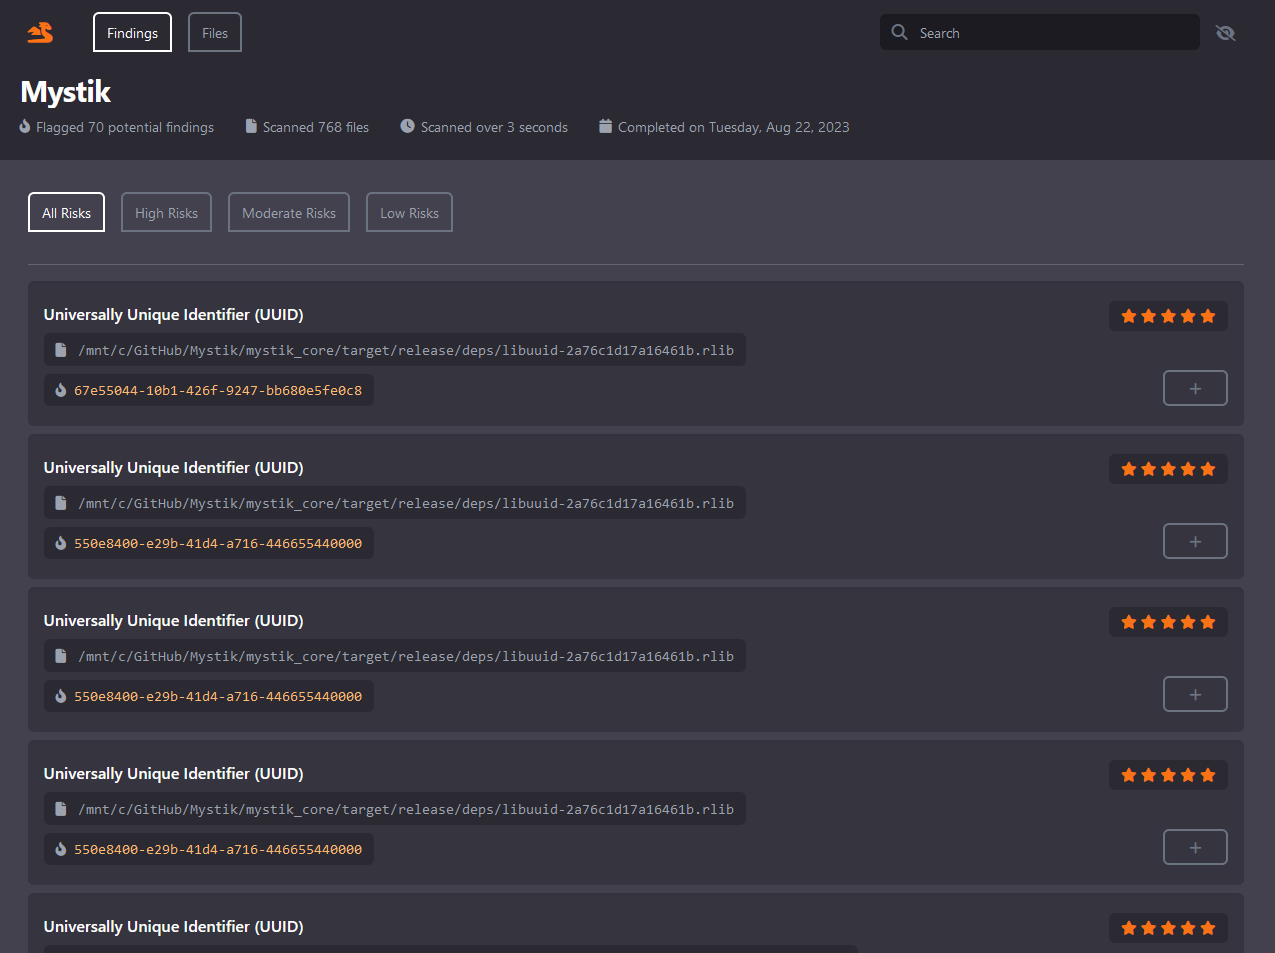 Findings
Files
Search
Mystik
Flagged 70 potential findings
Scanned 768 files
Scanned over 3 seconds
Completed on Tuesday, Aug 22, 2023
All Risks
High Risks
Moderate Risks
Low Risks
Universally Unique Identifier (UUID)
/mnt/c/GitHub/Mystik/mystik_core/target/release/deps/libuuid-2a76c1d17a16461b.rlib
67e55044-10b1-426f-9247-bb680e5fe0c8
+
Universally Unique Identifier (UUID)
/mnt/c/GitHub/Mystik/mystik_core/target/release/deps/libuuid-2a76c1d17a16461b.rlib
550e8400-e29b-41d4-a716-446655440000
+
Universally Unique Identifier (UUID)
/mnt/c/GitHub/Mystik/mystik_core/target/release/deps/libuuid-2a76c1d17a16461b.rlib
550e8400-e29b-41d4-a716-446655440000
+
Universally Unique Identifier (UUID)
/mnt/c/GitHub/Mystik/mystik_core/target/release/deps/libuuid-2a76c1d17a16461b.rlib
550e8400-e29b-41d4-a716-446655440000
+
Universally Unique Identifier (UUID)